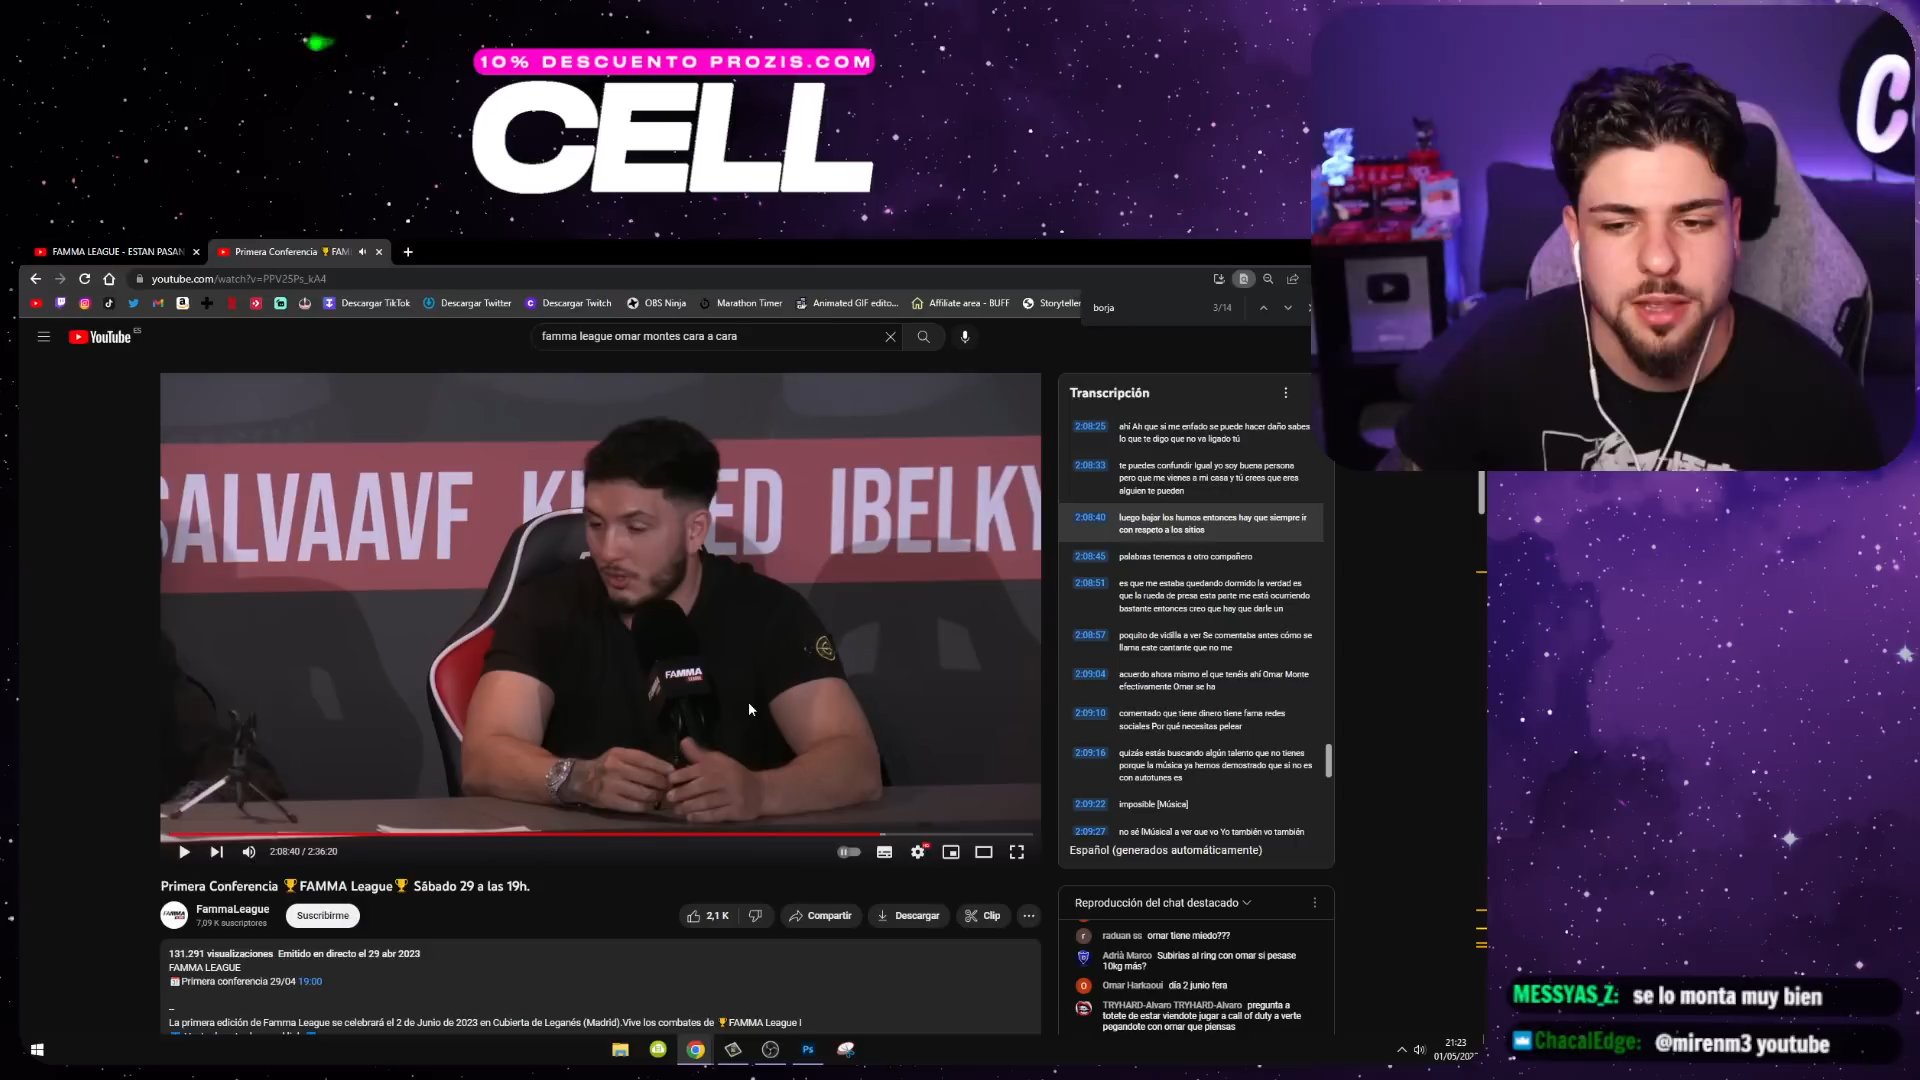 10% DESCUENTO PROZIS.COM
CELL
FAMMA LEAGUE - ESTAN PASAN
Primera Conferencia 🏆FAM
youtube.com/watch?v=PPV25Ps_kA4
Descargar TikTok
Descargar Twitter
Descargar Twitch
OBS Ninja
Marathon Timer
Animated GIF edito...
Affiliate area - BUFF
Storyteller
borja
3/14
YouTube
ES
famma league omar montes cara a cara
SALVAAVF
ED
IBELKY
FAMMA
2:08:40 / 2:36:20
Transcripción
2:08:25
ahí Ah que si me enfado se puede hacer daño sabes
lo que te digo que no va ligado tú
2:08:33
te puedes confundir Igual yo soy buena persona
pero que me vienes a mi casa y tú crees que eres
alguien te pueden
2:08:40
luego bajar los humos entonces hay que siempre ir
con respeto a los sitios
2:08:45
palabras tenemos a otro compañero
2:08:51
es que me estaba quedando dormido la verdad es
que la rueda de presa esta parte me está ocurriendo
bastante entonces creo que hay que darle un
2:08:57
poquito de vidilla a ver Se comentaba antes cómo se
llama este cantante que no me
2:09:04
acuerdo ahora mismo el que tenéis ahí Omar Monte
efectivamente Omar se ha
2:09:10
comentado que tiene dinero tiene fama redes
sociales Por qué necesitas pelear
2:09:16
quizás estás buscando algún talento que no tienes
porque la música ya hemos demostrado que si no es
con autotunes es
2:09:22
imposible [Música]
2:09:27
no sé [Música] a ver que vo Yo también vo también
Español (generados automáticamente)
Primera Conferencia 🏆FAMMA League🏆 Sábado 29 a las 19h.
FammaLeague
7,09 K suscriptores
Suscribirme
2,1 K
Compartir
Descargar
Clip
131.291 visualizaciones Emitido en directo el 29 abr 2023
FAMMA LEAGUE
Primera conferencia 29/04 19:00
--
La primera edición de Famma League se celebrará el 2 de Junio de 2023 en Cubierta de Leganés (Madrid).Vive los combates de 🏆FAMMA League !
Reproducción del chat destacado
raduan ss omar tiene miedo???
Adrià Marco Subirias al ring con omar si pesase
10kg más?
Omar Harkaoui día 2 junio fera
TRYHARD-Alvaro TRYHARD-Alvaro pregunta a
totete de estar viendote jugar a call of duty a verte
pegandote con omar que piensas
MESSYAS_Z: se lo monta muy bien
ChacalEdge: @mirenm3 youtube
Ps
21:23